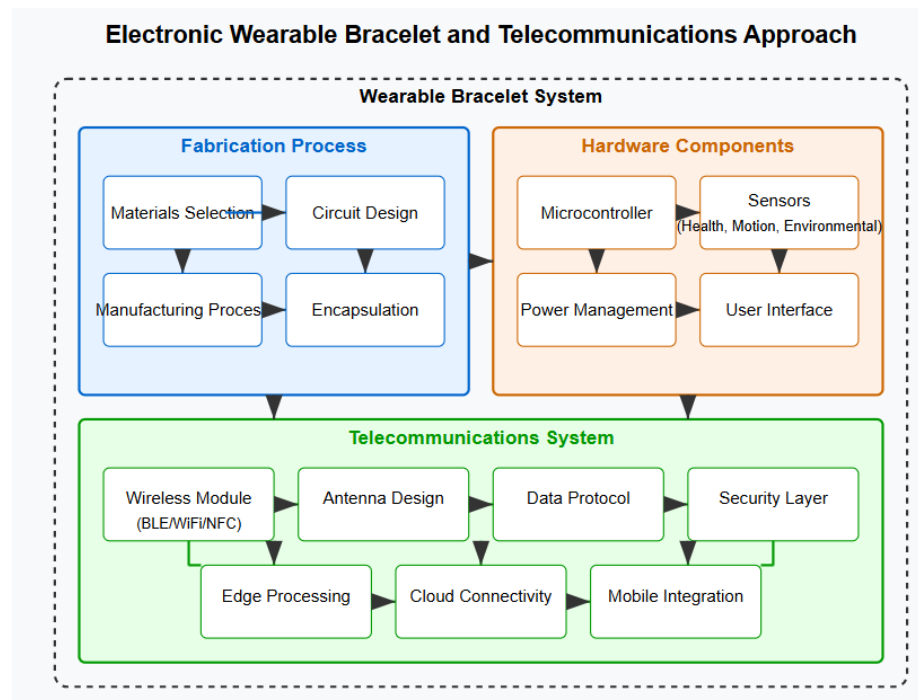 Electronic Wearable Bracelet and Telecommunications Approach
Wearable Bracelet System
Fabrication Process
Materials Selection
Circuit Design
Manufacturing Proces
Encapsulation
Hardware Components
Microcontroller
Sensors
(Health, Motion, Environmental)
Power Management
User Interface
Telecommunications System
Wireless Module
(BLE/WiFi/NFC)
Antenna Design
Data Protocol
Security Layer
Edge Processing
Cloud Connectivity
Mobile Integration